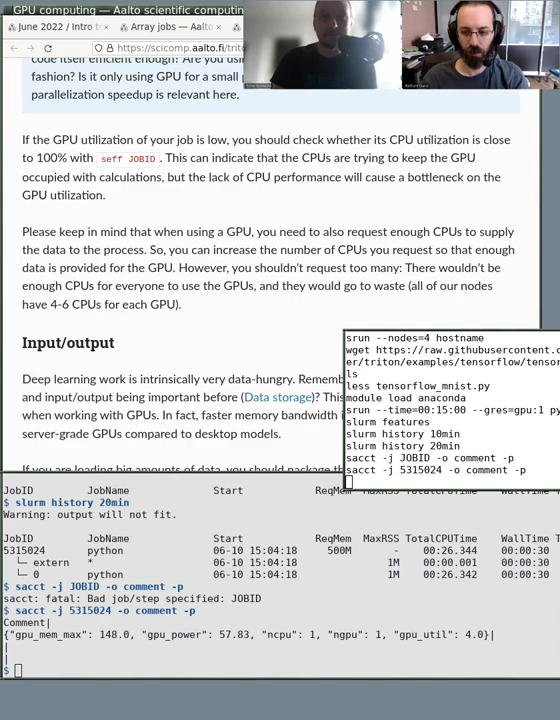 GPU computing — Aalto scientific computing
June 2022 / Intro to
Array jobs — Aalto
https://scicomp.aalto.fi/trito
code itself efficient enough? Are you usi
fashion? Is it only using GPU for a small p
parallelization speedup is relevant here.
If the GPU utilization of your job is low, you should check whether its CPU utilization is close
to 100% with seff JOBID . This can indicate that the CPUs are trying to keep the GPU
occupied with calculations, but the lack of CPU performance will cause a bottleneck on the
GPU utilization.
Please keep in mind that when using a GPU, you need to also request enough CPUs to supply
the data to the process. So, you can increase the number of CPUs you request so that enough
data is provided for the GPU. However, you shouldn't request too many: There wouldn't be
enough CPUs for everyone to use the GPUs, and they would go to waste (all of our nodes
have 4-6 CPUs for each GPU).
Input/output
Deep learning work is intrinsically very data-hungry. Rememb
and input/output being important before (Data storage)? This
when working with GPUs. In fact, faster memory bandwidth i
server-grade GPUs compared to desktop models.
If you are loading big amounts of data, you should package th
srun --nodes=4 hostname
wget https://raw.githubusercontent.c
er/triton/examples/tensorflow/tensor
ls
less tensorflow_mnist.py
module load anaconda
srun --time=00:15:00 --gres=gpu:1 py
slurm features
slurm history 10min
slurm history 20min
sacct -j JOBID -o comment -p
sacct -j 5315024 -o comment -p
JobID JobName Start ReqMem MaxRSS TotalCPUTime WallTime T
$ slurm history 20min
Warning: output will not fit.
JobID JobName Start ReqMem MaxRSS TotalCPUTime WallTime T
5315024 python 06-10 15:04:18 500M - 00:26.344 00:00:30
└─ extern * 06-10 15:04:18 1M 00:00.001 00:00:30
└─ 0 python 06-10 15:04:18 1M 00:26.342 00:00:30
$ sacct -j JOBID -o comment -p
sacct: fatal: Bad job/step specified: JOBID
$ sacct -j 5315024 -o comment -p
Comment|
{"gpu_mem_max": 148.0, "gpu_power": 57.83, "ncpu": 1, "ngpu": 1, "gpu_util": 4.0}|
|
|
$